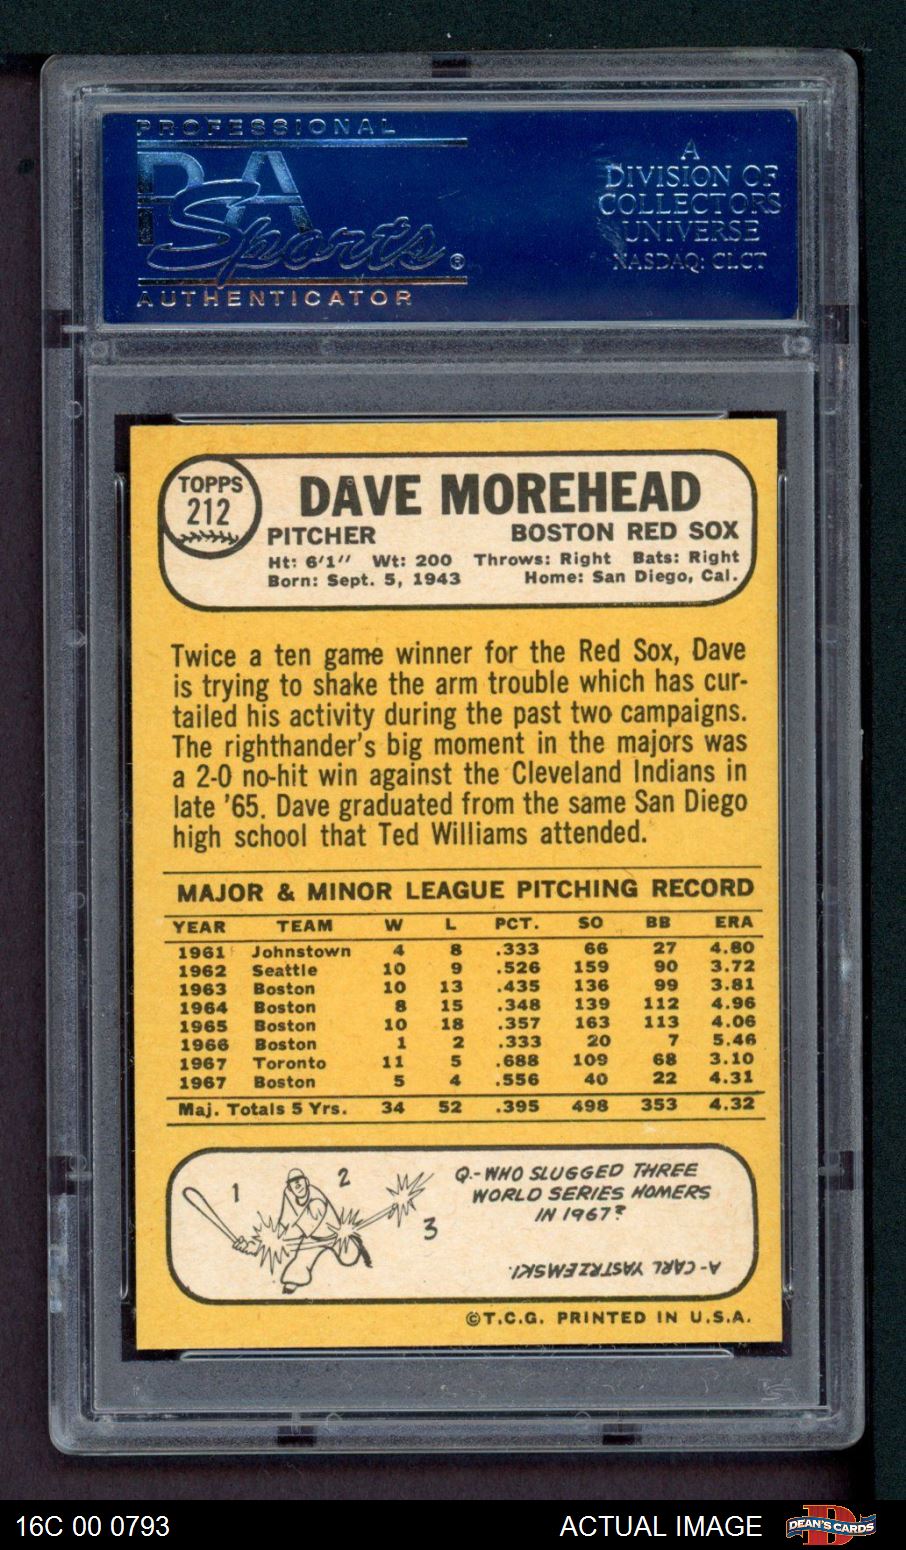 PROFESSIONAL
PSA
Sports®
AUTHENTICATOR
A
DIVISION OF
COLLECTORS
UNIVERSE
NASDAQ: CLCT
TOPPS
212
DAVE MOREHEAD
PITCHER BOSTON RED SOX
Ht: 6'1" Wt: 200 Throws: Right Bats: Right
Born: Sept. 5, 1943 Home: San Diego, Cal.
Twice a ten game winner for the Red Sox, Dave
is trying to shake the arm trouble which has cur-
tailed his activity during the past two campaigns.
The righthander's big moment in the majors was
a 2-0 no-hit win against the Cleveland Indians in
late '65. Dave graduated from the same San Diego
high school that Ted Williams attended.
MAJOR & MINOR LEAGUE PITCHING RECORD
YEAR TEAM W L PCT. SO BB ERA
1961 Johnstown 4 8 .333 66 27 4.80
1962 Seattle 10 9 .526 159 90 3.72
1963 Boston 10 13 .435 136 99 3.81
1964 Boston 8 15 .348 139 112 4.96
1965 Boston 10 18 .357 163 113 4.06
1966 Boston 1 2 .333 20 7 5.46
1967 Toronto 11 5 .688 109 68 3.10
1967 Boston 5 4 .556 40 22 4.31
Maj. Totals 5 Yrs. 34 52 .395 498 353 4.32
1 2 3
Q.-WHO SLUGGED THREE
WORLD SERIES HOMERS
IN 1967?
A-CARL YASTRZEMSKI.
©T.C.G. PRINTED IN U.S.A.
16C 00 0793 ACTUAL IMAGE
D
DEAN'S CARDS